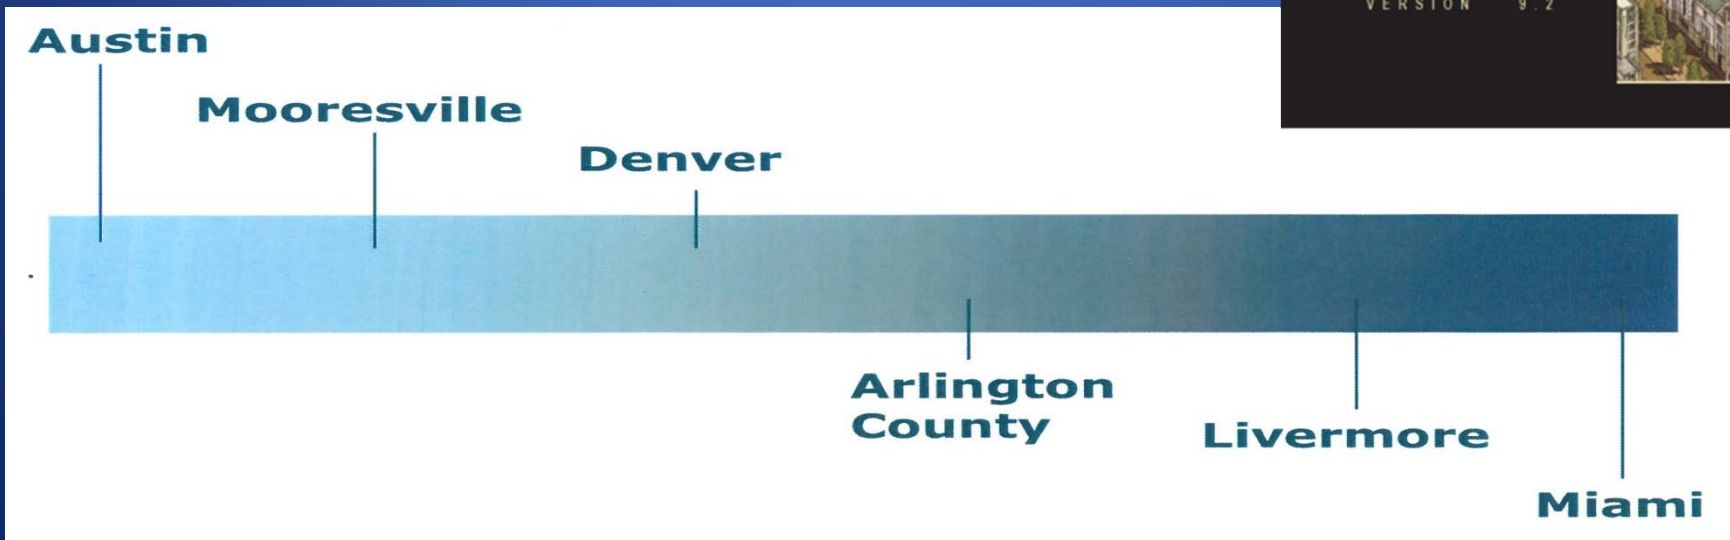 VERSION 9.2
Austin
Mooresville
Denver
Arlington
County
Livermore
Miami